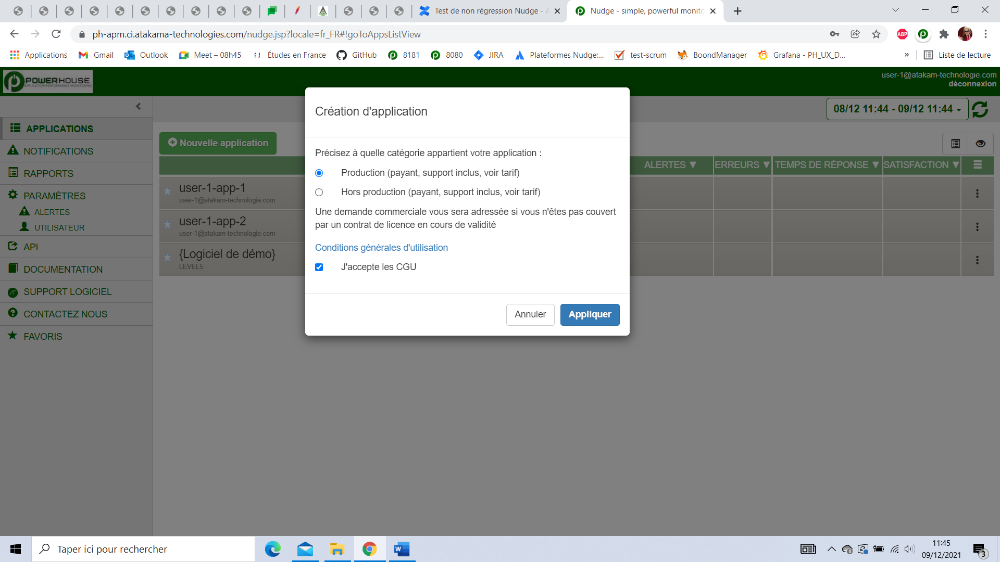 Test de non régression Nudge - A
Nudge - simple, powerful monito
ph-apm.ci.atakama-technologies.com/nudge.jsp?locale=fr_FR#!goToAppsListView
ABP
Applications
Gmail
Outlook
Meet – 08h45
Études en France
GitHub
8181
8080
JIRA
Plateformes Nudge:...
test-scrum
BoondManager
Grafana - PH_UX_D...
»
Liste de lecture
POWERHOUSE
APPLICATION PERFORMANCE MONITORING
user-1@atakam-technologie.com
déconnexion
08/12 11:44 - 09/12 11:44
APPLICATIONS
NOTIFICATIONS
RAPPORTS
PARAMÈTRES
ALERTES
UTILISATEUR
API
DOCUMENTATION
SUPPORT LOGICIEL
CONTACTEZ NOUS
FAVORIS
Nouvelle application
ALERTES ▼
ERREURS ▼
TEMPS DE RÉPONSE ▼
SATISFACTION ▼
user-1-app-1
user-1@atakam-technologie.com
user-1-app-2
user-1@atakam-technologie.com
{Logiciel de démo}
LEVEL5
Création d'application
Précisez à quelle catégorie appartient votre application :
Production (payant, support inclus, voir tarif)
Hors production (payant, support inclus, voir tarif)
Une demande commerciale vous sera adressée si vous n'êtes pas couvert
par un contrat de licence en cours de validité
Conditions générales d'utilisation
J'accepte les CGU
Annuler
Appliquer
Taper ici pour rechercher
11:45
09/12/2021
3